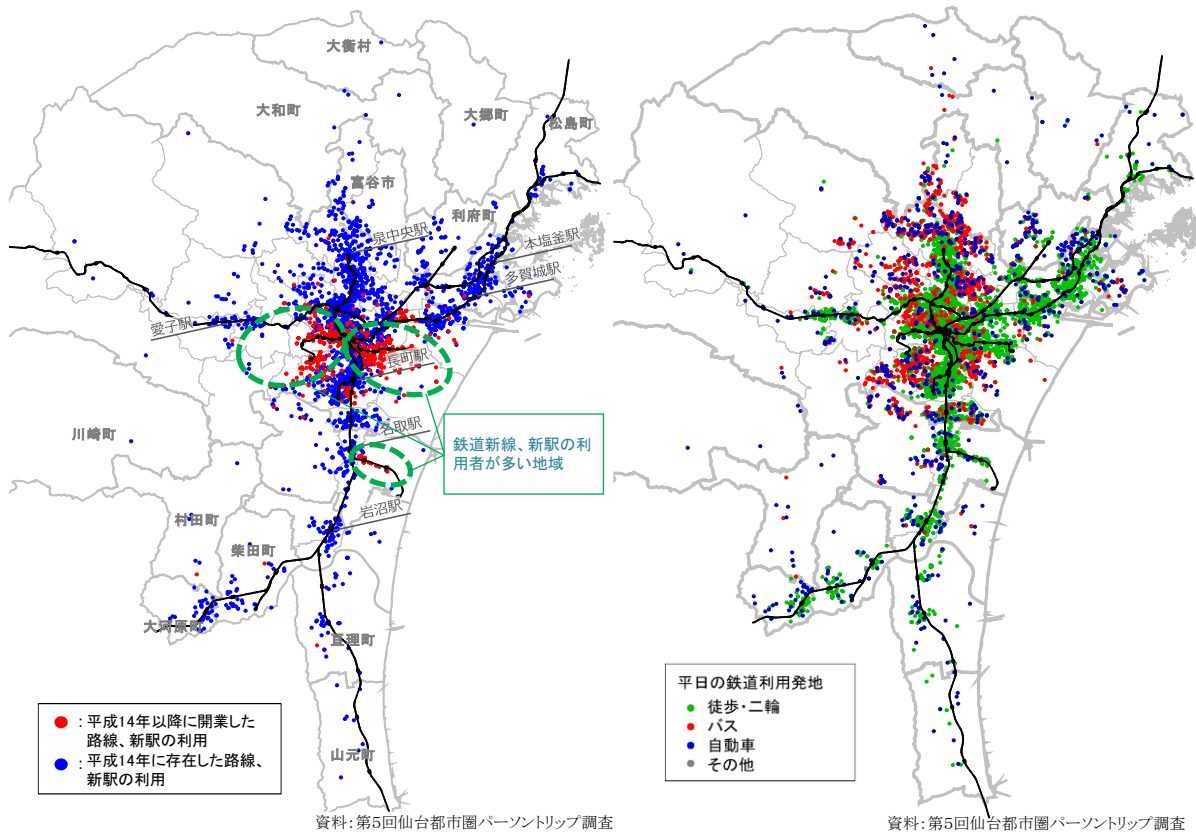 大衡村
大和町
大郷町
松島町
富谷市
利府町
泉中央駅
本塩釜駅
多賀城駅
愛子駅
長町駅
名取駅
川崎町
鉄道新線、新駅の利
用者が多い地域
岩沼駅
村田町
柴田町
大河原町
亘理町
山元町
：平成14年以降に開業した
路線、新駅の利用
：平成14年に存在した路線、
新駅の利用
資料：第5回仙台都市圏パーソントリップ調査
平日の鉄道利用発地
徒歩・二輪
バス
自動車
その他
資料：第5回仙台都市圏パーソントリップ調査